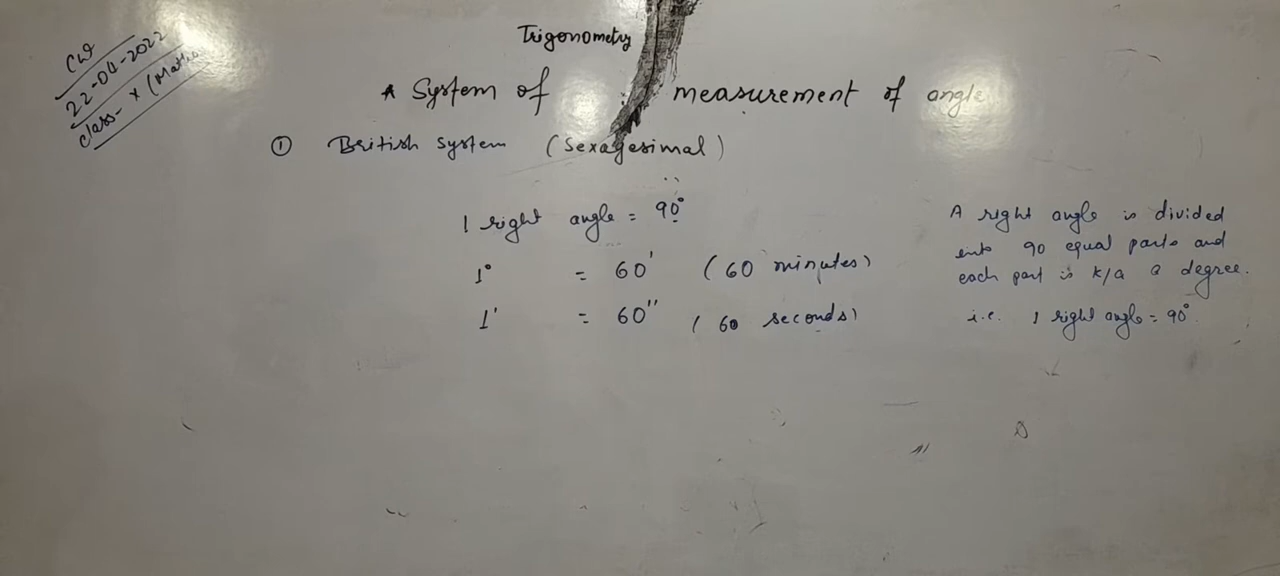 CW
22-04-2022
class- X (Maths
Trigonometry
* System of measurement of angle
① British system (Sexagesimal)
1 right angle = 90°
1° = 60' (60 minutes)
1' = 60'' (60 seconds)
A right angle is divided
into 90 equal parts and
each part is k/a a degree.
i.e. 1 right angle = 90°.